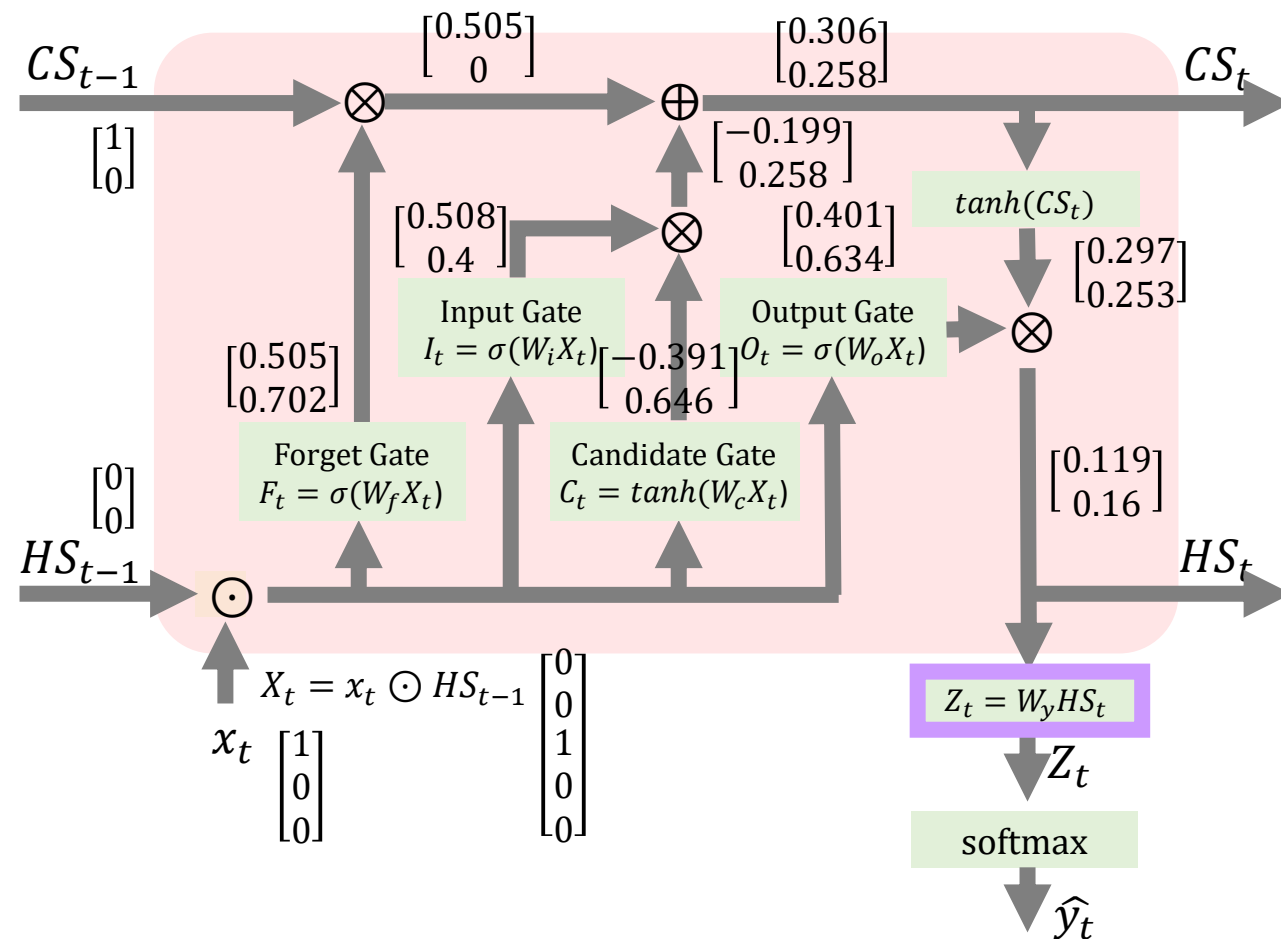 CS_{t-1}
[1
0]
⊗
[0.505
0]
⊕
[0.306
0.258]
CS_t
[−0.199
0.258]
tanh(CS_t)
[0.297
0.253]
[0.508
0.4]
⊗
[0.401
0.634]
Input Gate
I_t = σ(W_i X_t)
Output Gate
O_t = σ(W_o X_t)
⊗
[0.505
0.702]
[−0.391
0.646]
Forget Gate
F_t = σ(W_f X_t)
Candidate Gate
C_t = tanh(W_c X_t)
[0.119
0.16]
[0
0]
HS_{t-1}
⊙
HS_t
X_t = x_t ⊙ HS_{t-1}
[0
0
1
0
0]
x_t
[1
0
0]
Z_t = W_y HS_t
Z_t
softmax
ŷ_t